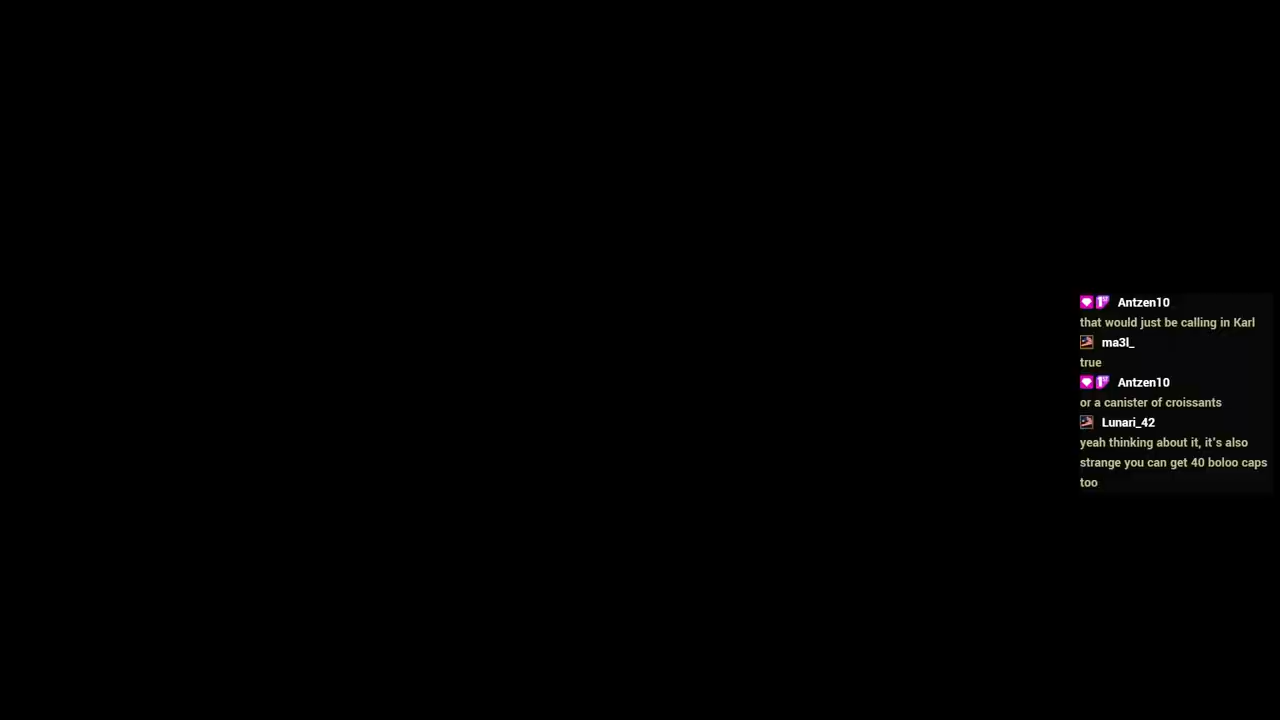 Antzen10
that would just be calling in Karl
ma3l_
true
Antzen10
or a canister of croissants
Lunari_42
yeah thinking about it, it's also
strange you can get 40 boloo caps
too